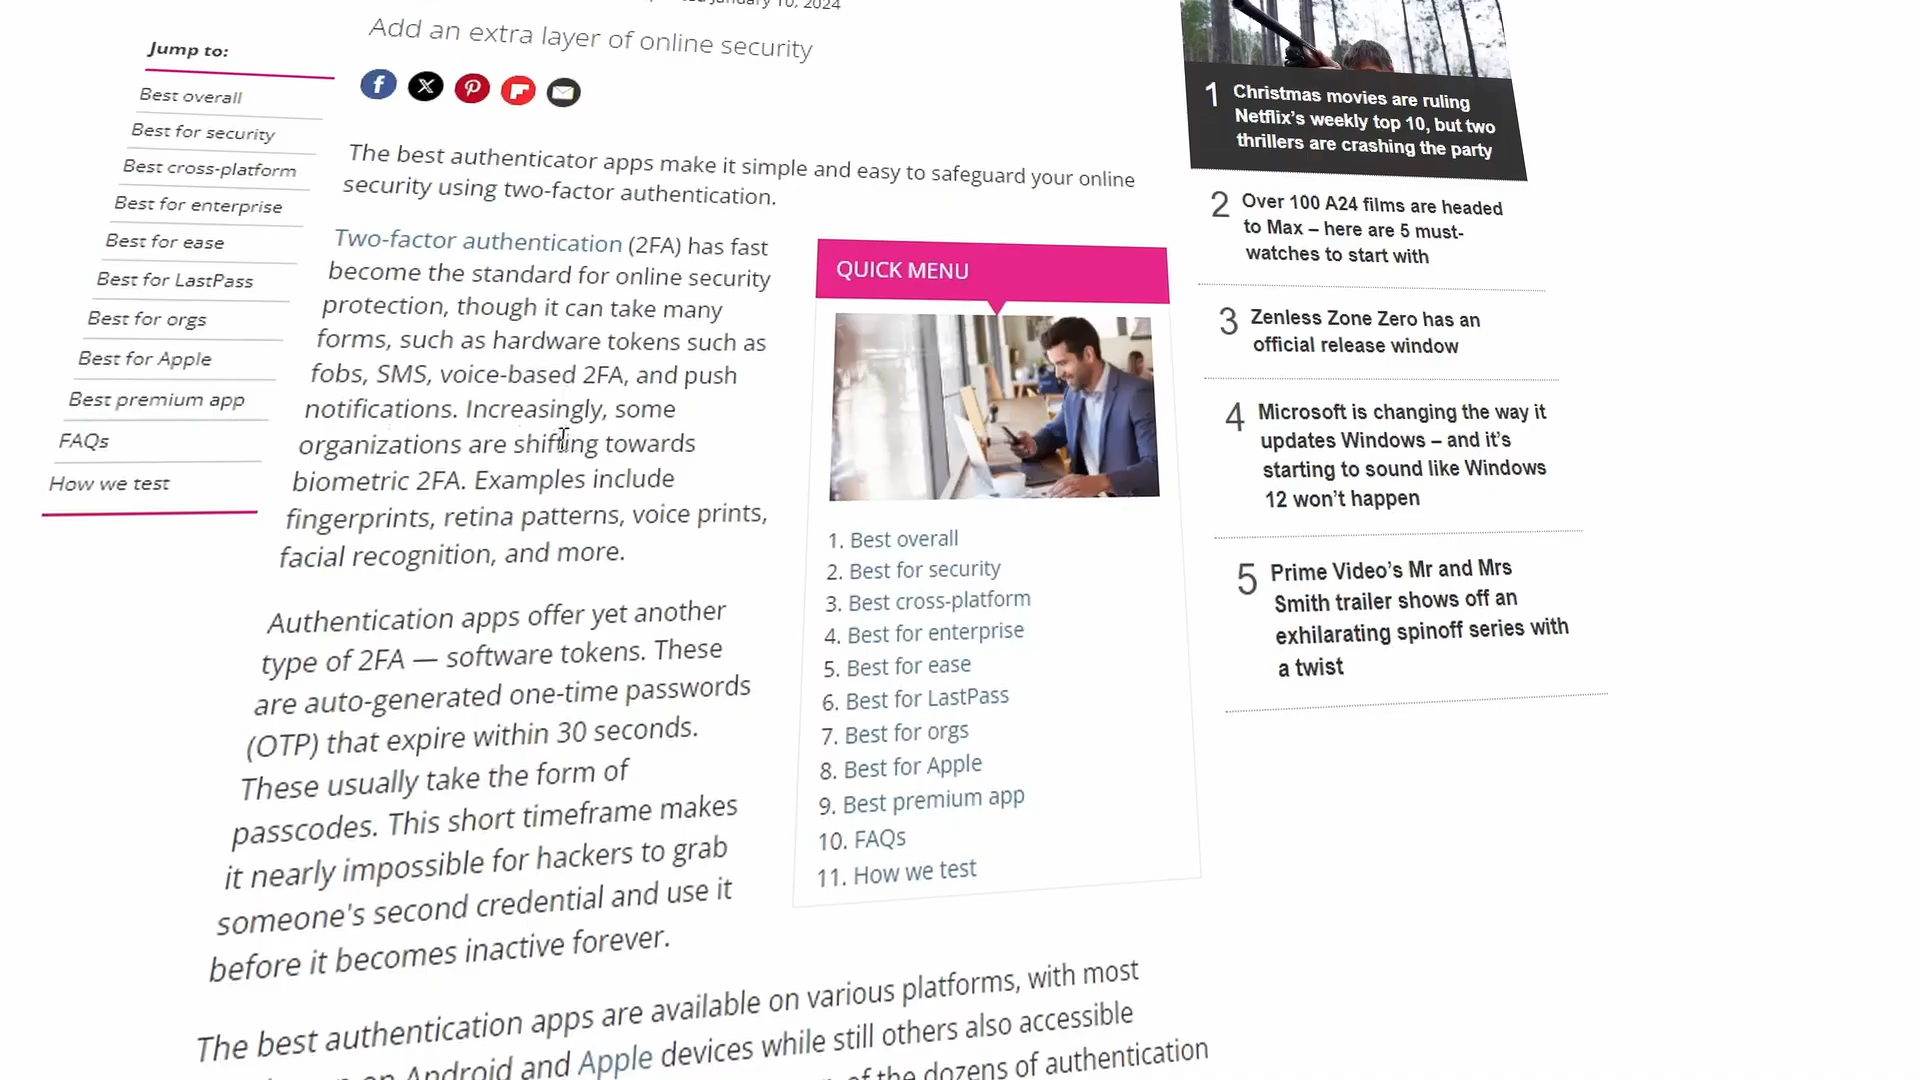 January 10, 2024
Add an extra layer of online security
Jump to:
Best overall
Best for security
Best cross-platform
Best for enterprise
Best for ease
Best for LastPass
Best for orgs
Best for Apple
Best premium app
FAQs
How we test
The best authenticator apps make it simple and easy to safeguard your online
security using two-factor authentication.
Two-factor authentication (2FA) has fast
become the standard for online security
protection, though it can take many
forms, such as hardware tokens such as
fobs, SMS, voice-based 2FA, and push
notifications. Increasingly, some
organizations are shifting towards
biometric 2FA. Examples include
fingerprints, retina patterns, voice prints,
facial recognition, and more.
Authentication apps offer yet another
type of 2FA — software tokens. These
are auto-generated one-time passwords
(OTP) that expire within 30 seconds.
These usually take the form of
passcodes. This short timeframe makes
it nearly impossible for hackers to grab
someone's second credential and use it
before it becomes inactive forever.
The best authentication apps are available on various platforms, with most
on Android and Apple devices while still others also accessible
of the dozens of authentication
QUICK MENU
1. Best overall
2. Best for security
3. Best cross-platform
4. Best for enterprise
5. Best for ease
6. Best for LastPass
7. Best for orgs
8. Best for Apple
9. Best premium app
10. FAQs
11. How we test
1 Christmas movies are ruling
Netflix's weekly top 10, but two
thrillers are crashing the party
2 Over 100 A24 films are headed
to Max – here are 5 must-
watches to start with
3 Zenless Zone Zero has an
official release window
4 Microsoft is changing the way it
updates Windows – and it's
starting to sound like Windows
12 won't happen
5 Prime Video's Mr and Mrs
Smith trailer shows off an
exhilarating spinoff series with
a twist